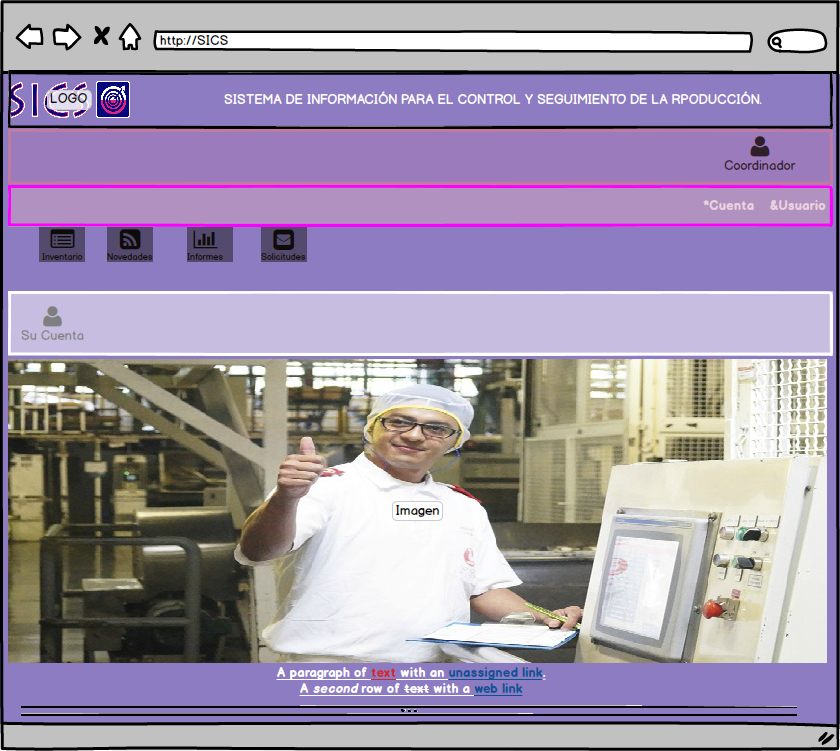 http://SICS
SICS
LOGO
SISTEMA DE INFORMACIÓN PARA EL CONTROL Y SEGUIMIENTO DE LA RPODUCCIÓN.
Coordinador
*Cuenta &Usuario
Inventario Novedades Informes Solicitudes
Su Cuenta
Imagen
A paragraph of text with an unassigned link.
A second row of text with a web link